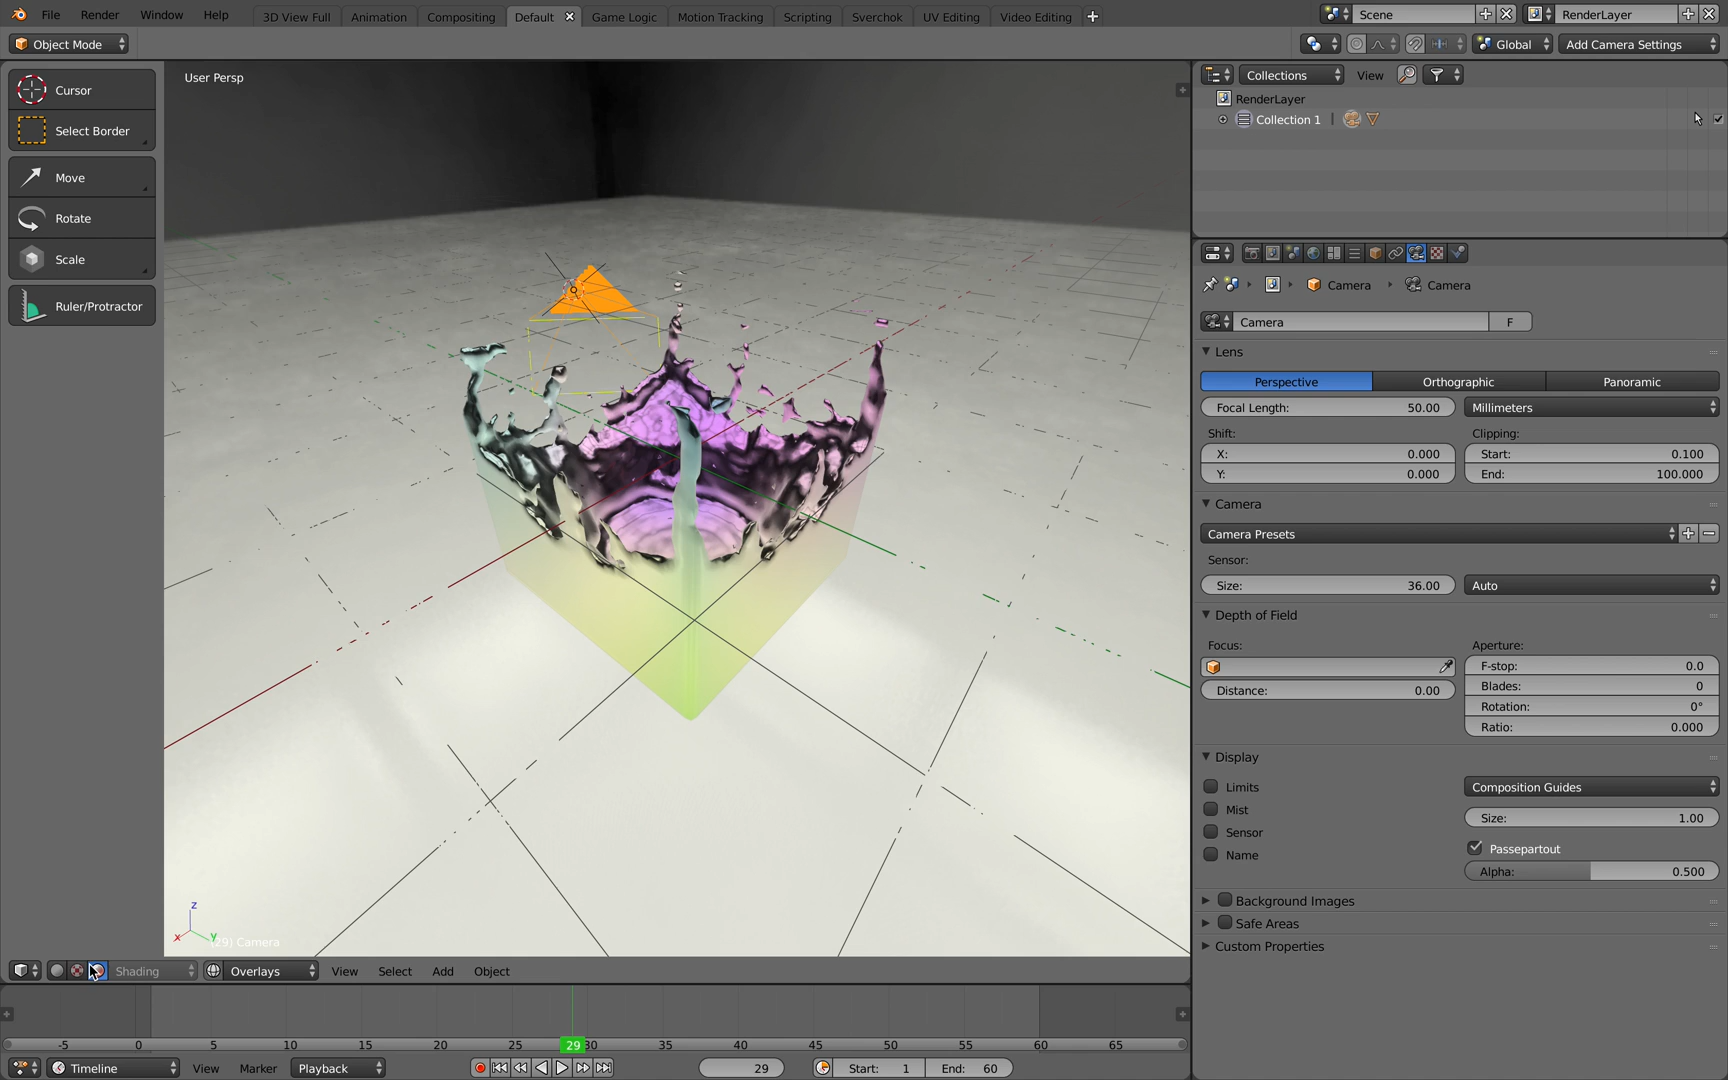 File Render Window Help 3D View Full Animation Compositing Default Game Logic Motion Tracking Scripting Sverchok UV Editing Video Editing Scene RenderLayer
Object Mode Global Add Camera Settings
User Persp
Cursor
Select Border
Move
Rotate
Scale
Ruler/Protractor
Collections View
RenderLayer
Collection 1
Camera Camera
Camera F
Lens
Perspective Orthographic Panoramic
Focal Length: 50.00 Millimeters
Shift: Clipping:
X: 0.000 Start: 0.100
Y: 0.000 End: 100.000
Camera
Camera Presets
Sensor:
Size: 36.00 Auto
Depth of Field
Focus: Aperture:
F-stop: 0.0
Distance: 0.00 Blades: 0
Rotation: 0°
Ratio: 0.000
Display
Limits Composition Guides
Mist Size: 1.00
Sensor
Name Passepartout
Alpha: 0.500
Background Images
Safe Areas
Custom Properties
z
x y
(29) Camera
Shading Overlays View Select Add Object
-5 0 5 10 15 20 25 29 30 35 40 45 50 55 60 65
Timeline View Marker Playback 29 Start: 1 End: 60